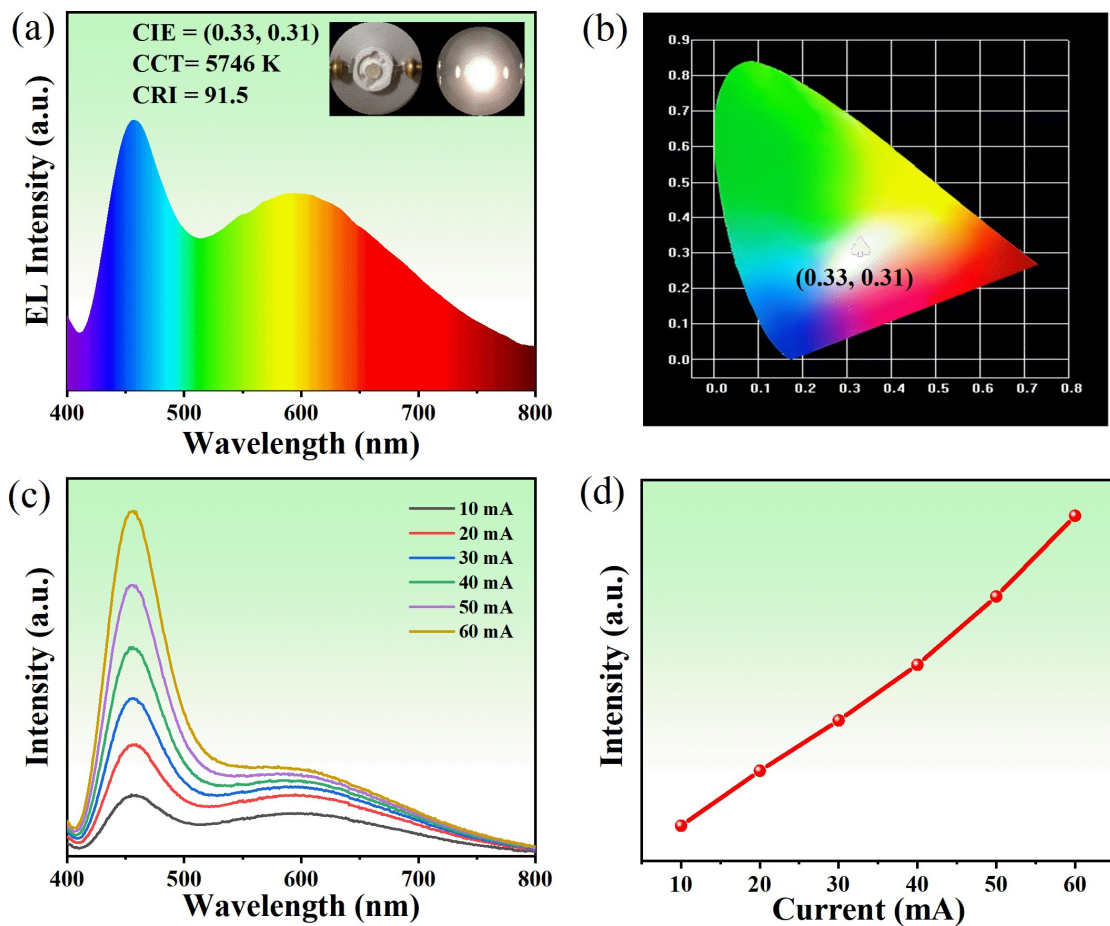 (a)
CIE = (0.33, 0.31)
CCT= 5746 K
CRI = 91.5
EL Intensity (a.u.)
400 500 600 700 800
Wavelength (nm)
(b)
0.9
0.8
0.7
0.6
0.5
0.4
0.3
0.2
0.1
0.0
(0.33, 0.31)
0.0 0.1 0.2 0.3 0.4 0.5 0.6 0.7 0.8
(c)
10 mA
20 mA
30 mA
40 mA
50 mA
60 mA
Intensity (a.u.)
400 500 600 700 800
Wavelength (nm)
(d)
Intensity (a.u.)
10 20 30 40 50 60
Current (mA)